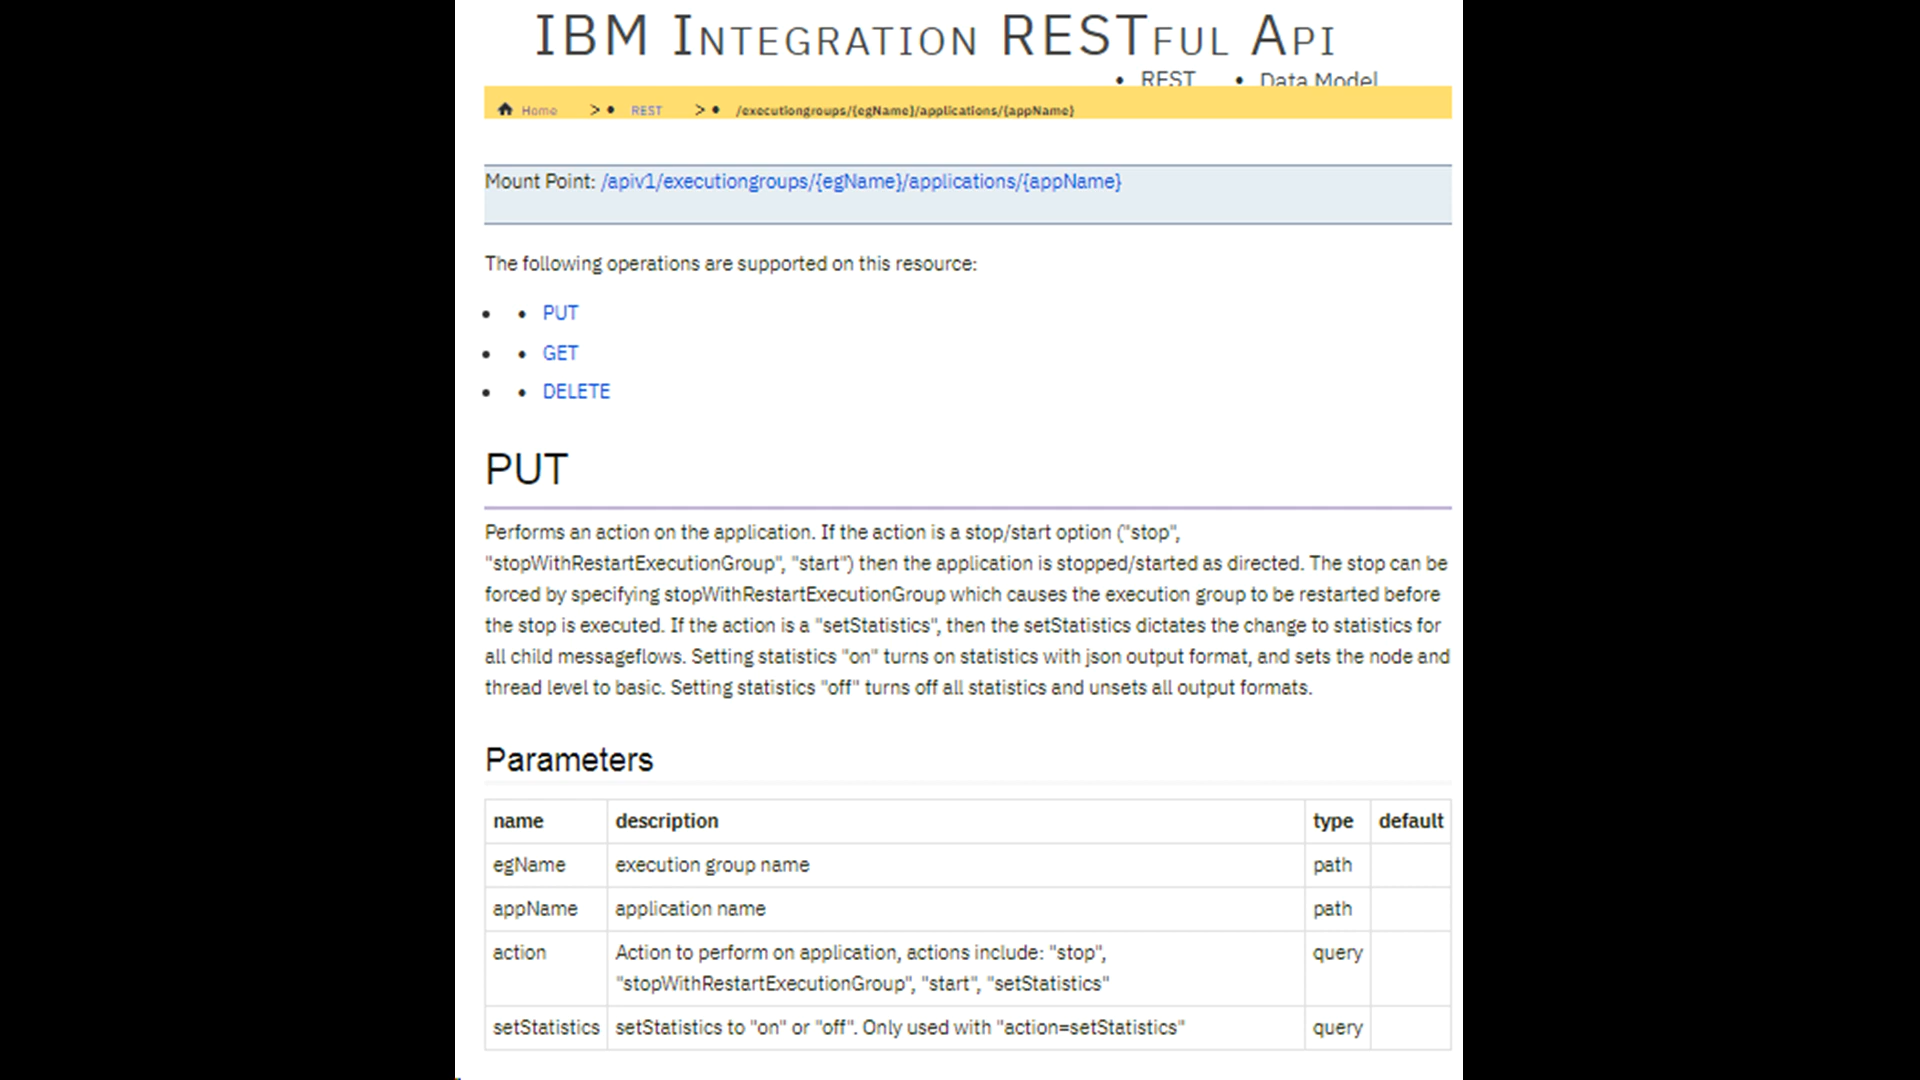 IBM INTEGRATION RESTFUL API
• REST • Data Model
Home > • REST > • /executiongroups/{egName}/applications/{appName}
Mount Point: /apiv1/executiongroups/{egName}/applications/{appName}
The following operations are supported on this resource:
• • PUT
• • GET
• • DELETE
PUT
Performs an action on the application. If the action is a stop/start option ("stop",
"stopWithRestartExecutionGroup", "start") then the application is stopped/started as directed. The stop can be
forced by specifying stopWithRestartExecutionGroup which causes the execution group to be restarted before
the stop is executed. If the action is a "setStatistics", then the setStatistics dictates the change to statistics for
all child messageflows. Setting statistics "on" turns on statistics with json output format, and sets the node and
thread level to basic. Setting statistics "off" turns off all statistics and unsets all output formats.
Parameters
name description type default
egName execution group name path
appName application name path
action Action to perform on application, actions include: "stop", query
"stopWithRestartExecutionGroup", "start", "setStatistics"
setStatistics setStatistics to "on" or "off". Only used with "action=setStatistics" query